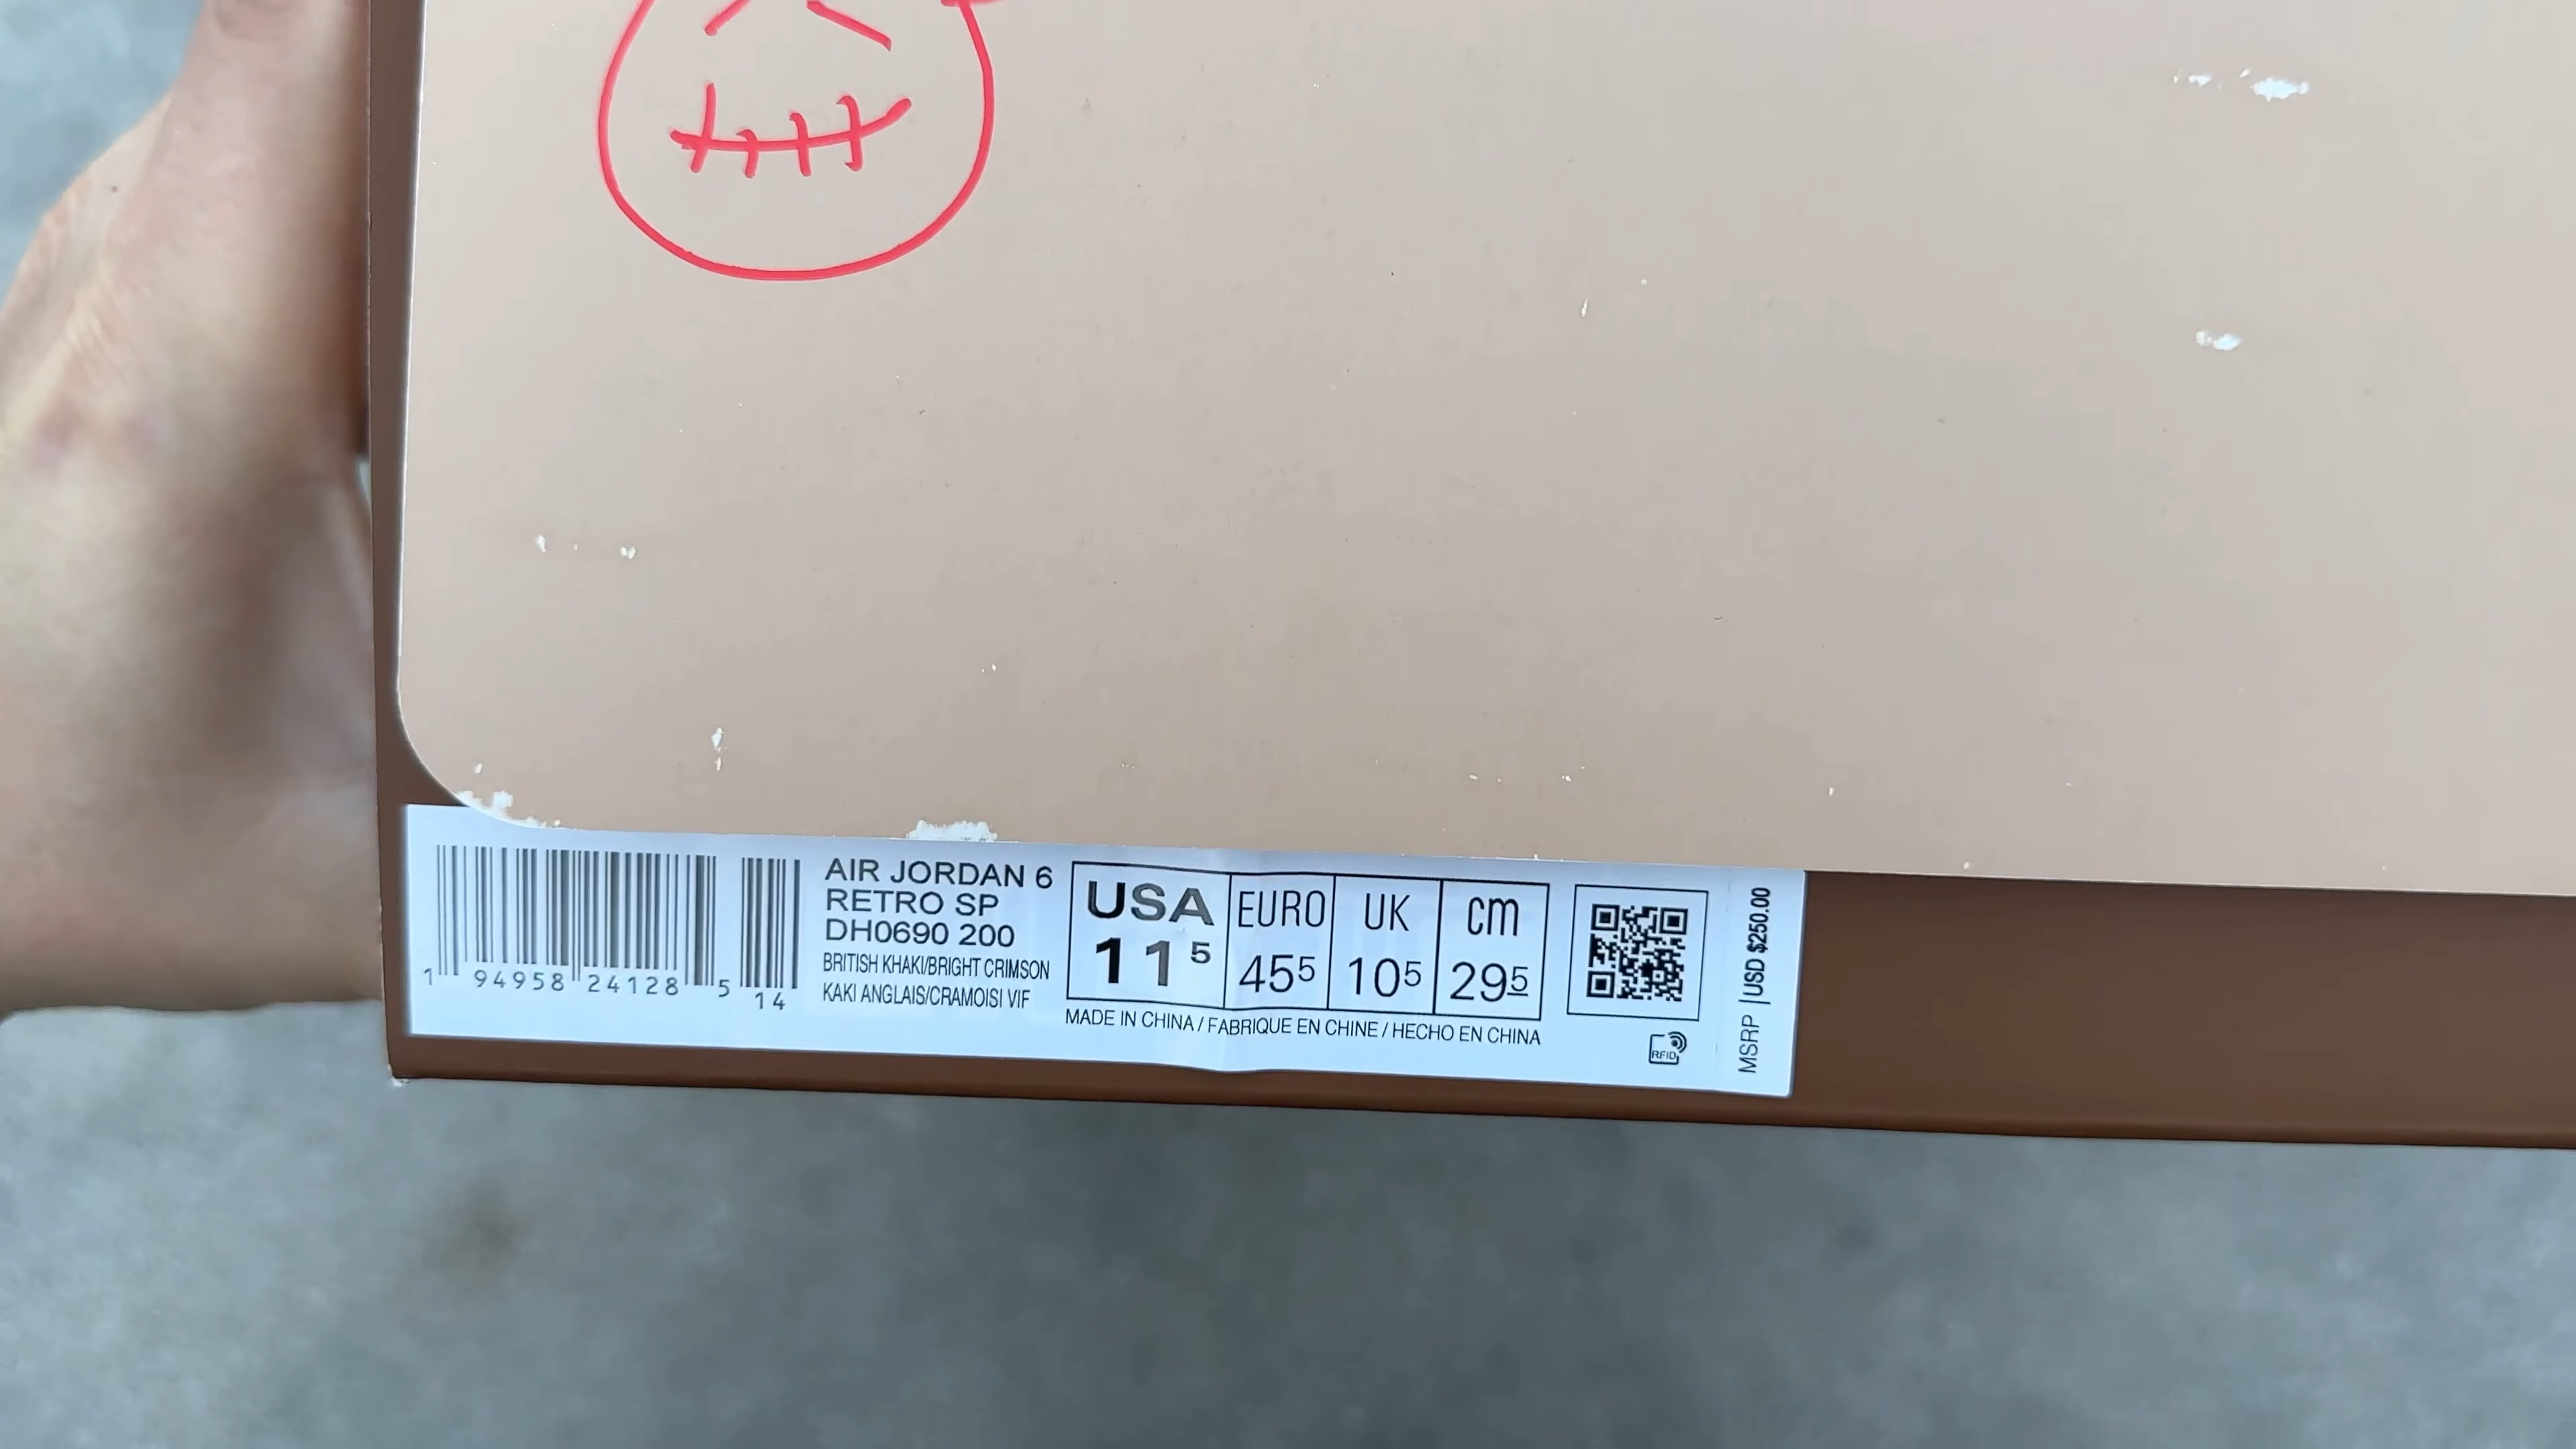 1 94958 24128 5 14
AIR JORDAN 6
RETRO SP
DH0690 200
BRITISH KHAKI/BRIGHT CRIMSON
KAKI ANGLAIS/CRAMOISI VIF
USA EURO UK cm
11 5 45 5 10 5 29 5
MADE IN CHINA / FABRIQUE EN CHINE / HECHO EN CHINA
RFID
MSRP | USD $250.00